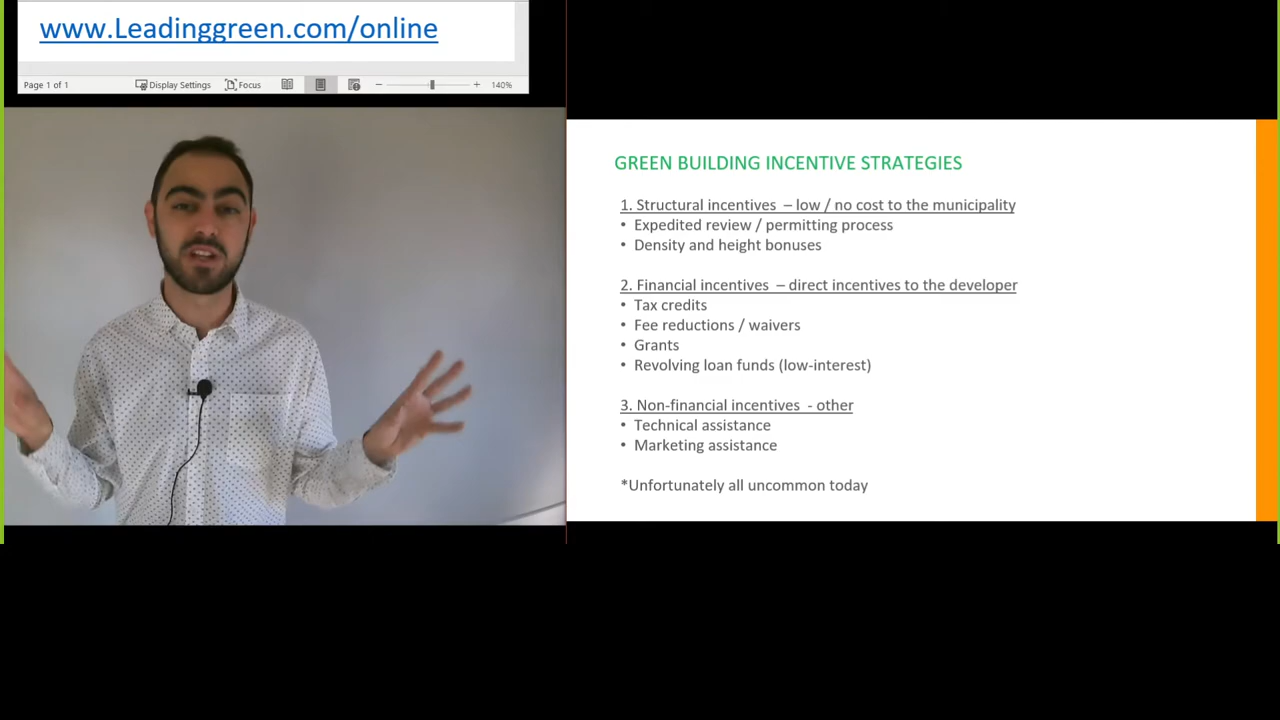 www.Leadinggreen.com/online
Page 1 of 1 Display Settings Focus 140%
GREEN BUILDING INCENTIVE STRATEGIES
1. Structural incentives – low / no cost to the municipality
• Expedited review / permitting process
• Density and height bonuses
2. Financial incentives – direct incentives to the developer
• Tax credits
• Fee reductions / waivers
• Grants
• Revolving loan funds (low-interest)
3. Non-financial incentives - other
• Technical assistance
• Marketing assistance
*Unfortunately all uncommon today